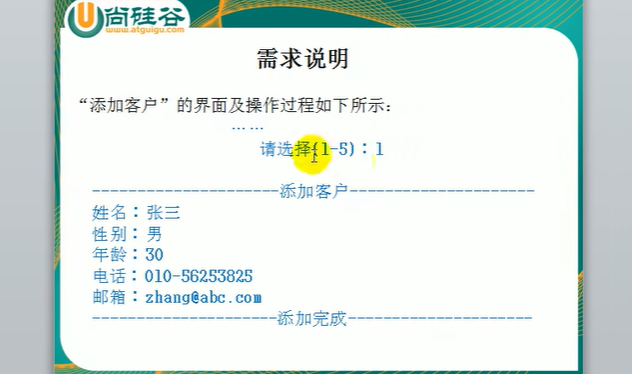 尚硅谷
www.atguigu.com
需求说明
“添加客户”的界面及操作过程如下所示：
……
请选择(1-5)：1
---------------------添加客户---------------------
姓名：张三
性别：男
年龄：30
电话：010-56253825
邮箱：zhang@abc.com
---------------------添加完成---------------------